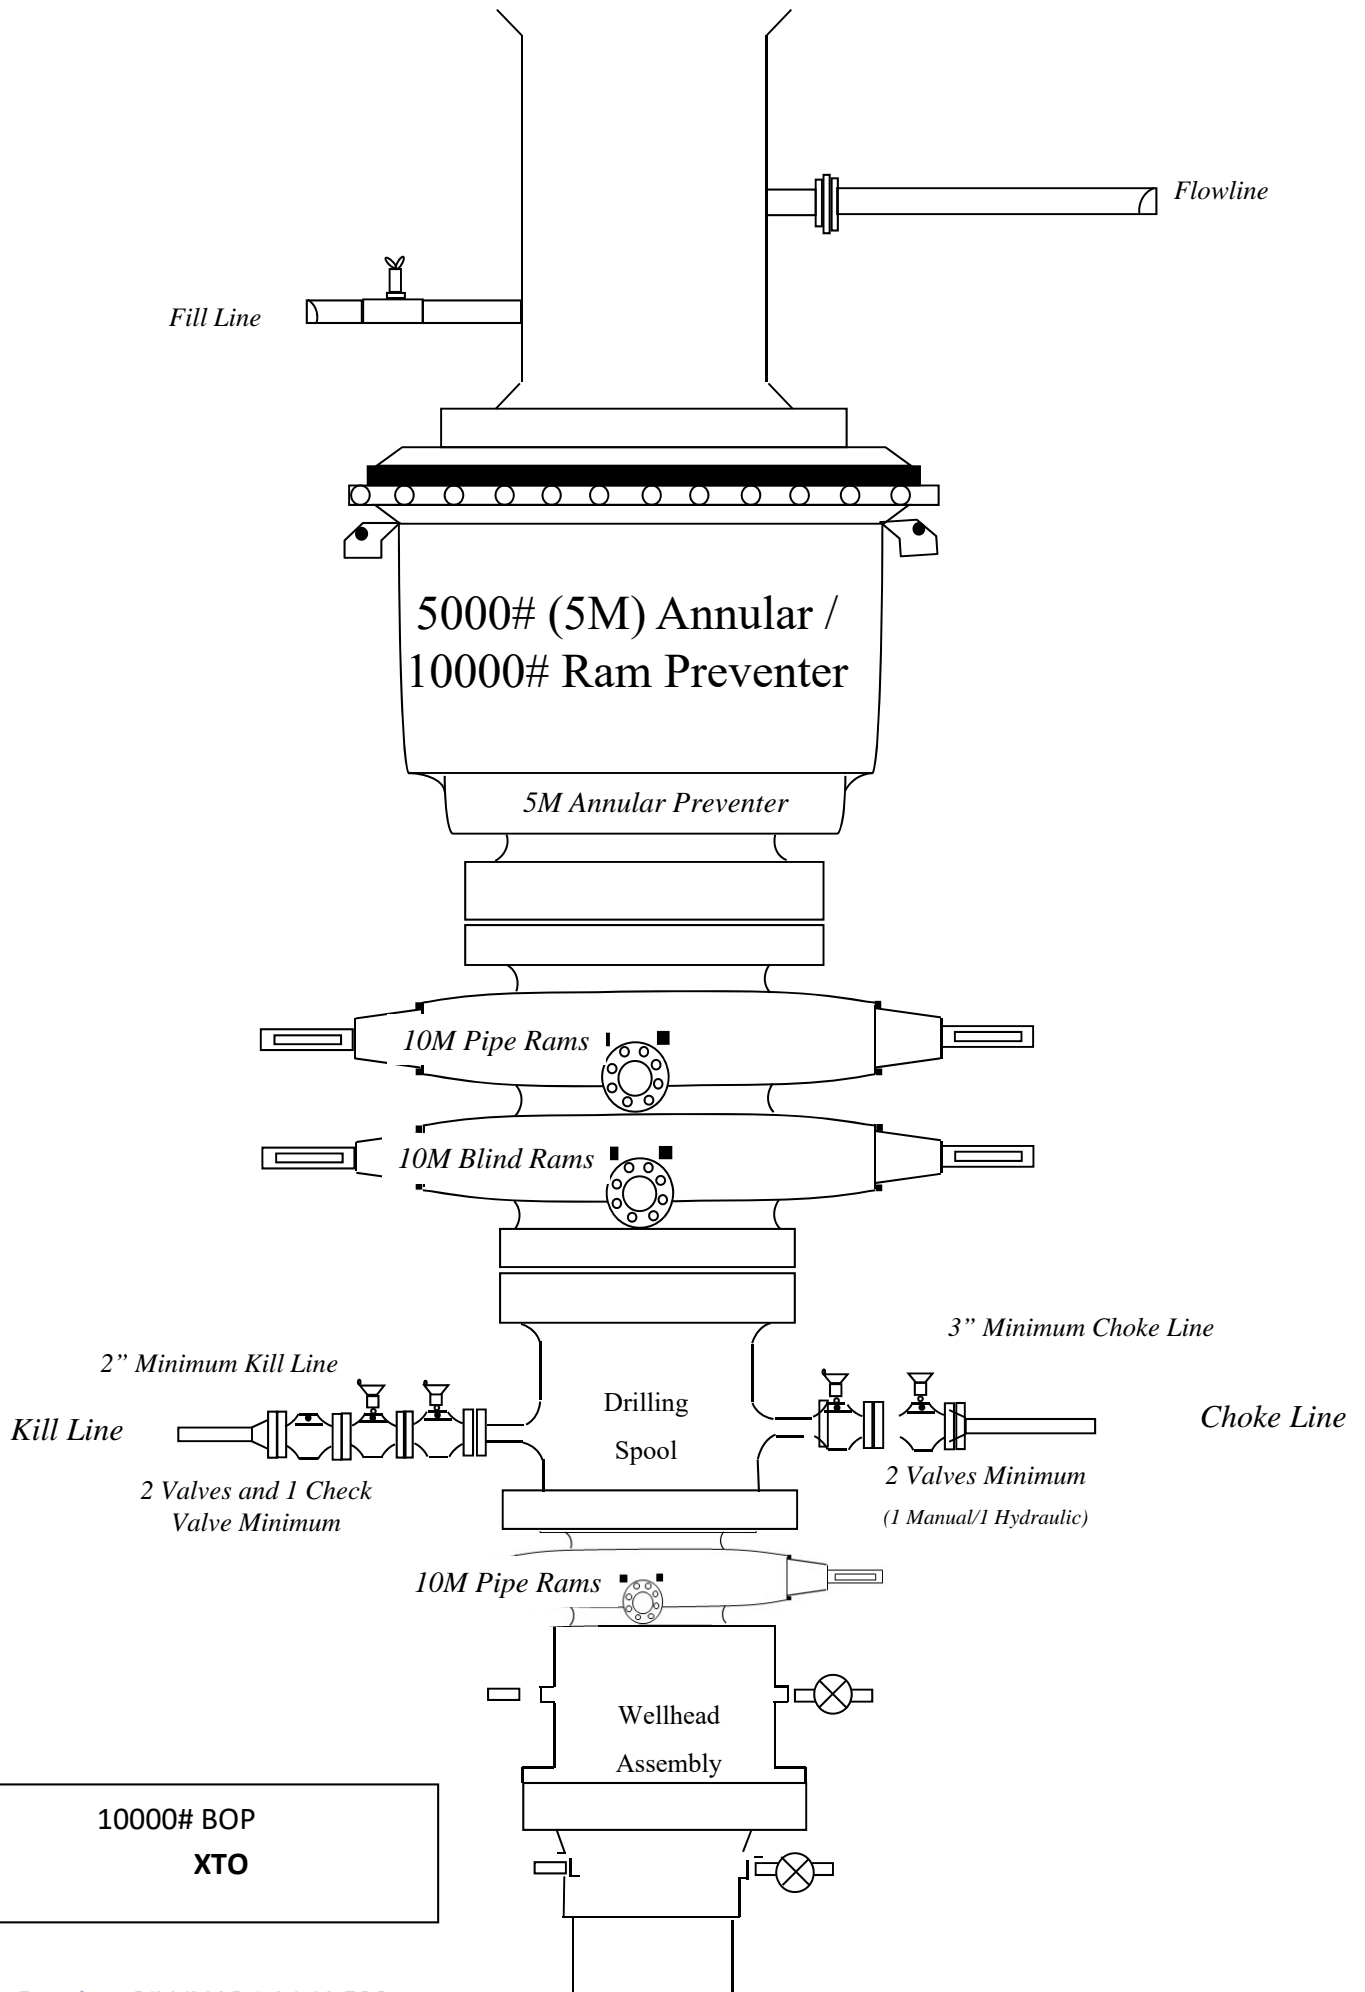 Flowline
Fill Line
5000# (5M) Annular /
10000# Ram Preventer
5M Annular Preventer
10M Pipe Rams
10M Blind Rams
3” Minimum Choke Line
2” Minimum Kill Line
Drilling
Spool
Kill Line
Choke Line
2 Valves and 1 Check
Valve Minimum
2 Valves Minimum
(1 Manual/1 Hydraulic)
10M Pipe Rams
Wellhead
Assembly
10000# BOP
XTO